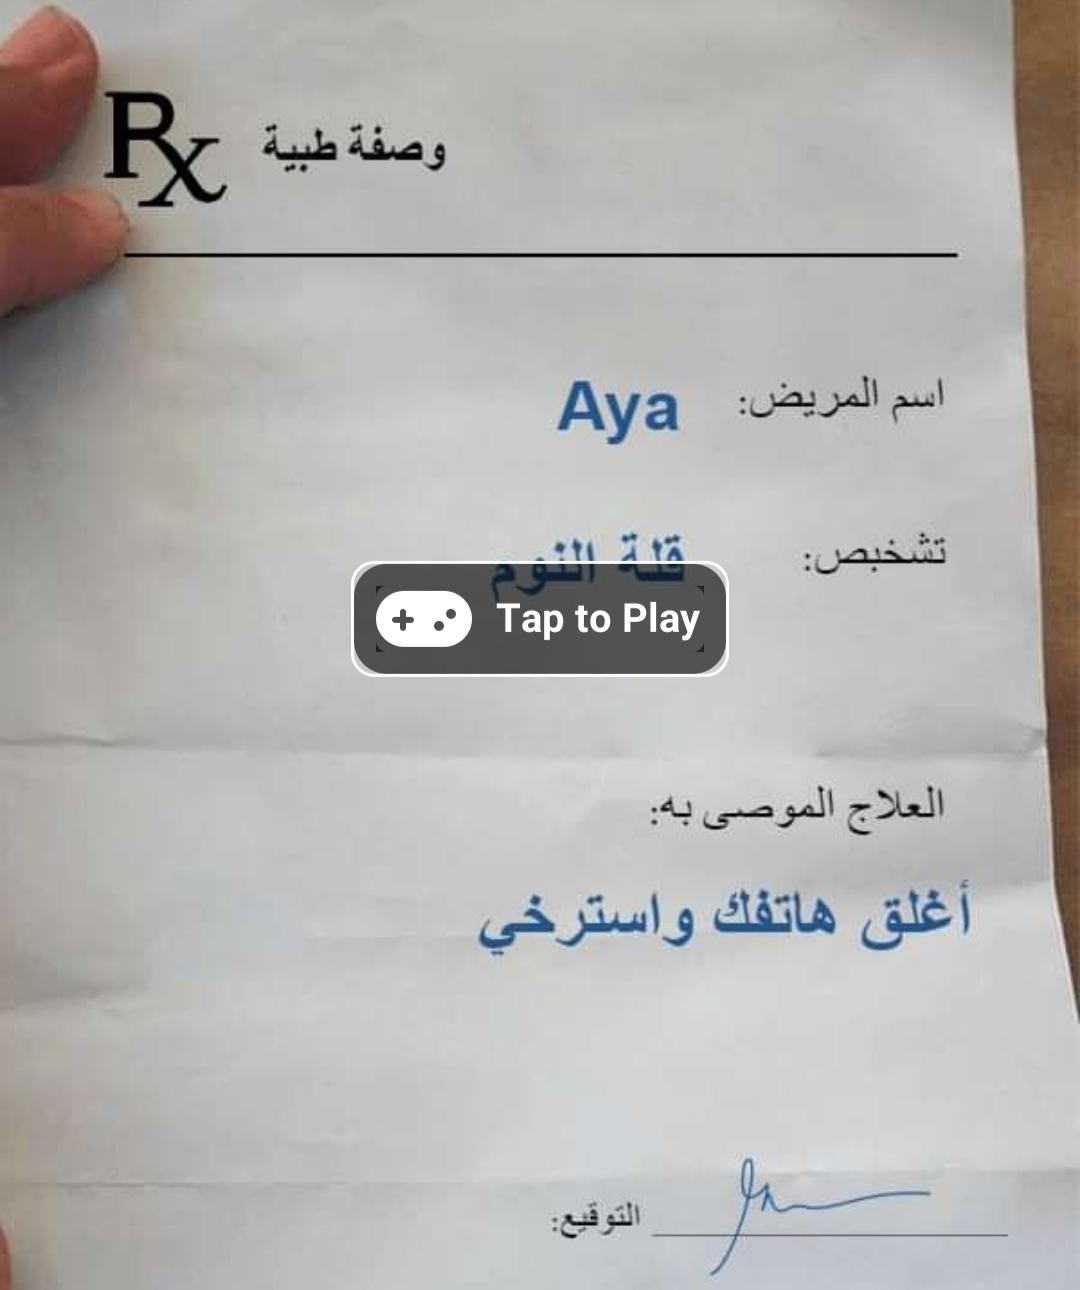 Rx وصفة طبية
اسم المريض: Aya
تشخبص: قلة النوم
Tap to Play
العلاج الموصى به:
أغلق هاتفك واسترخي
التوقيع: